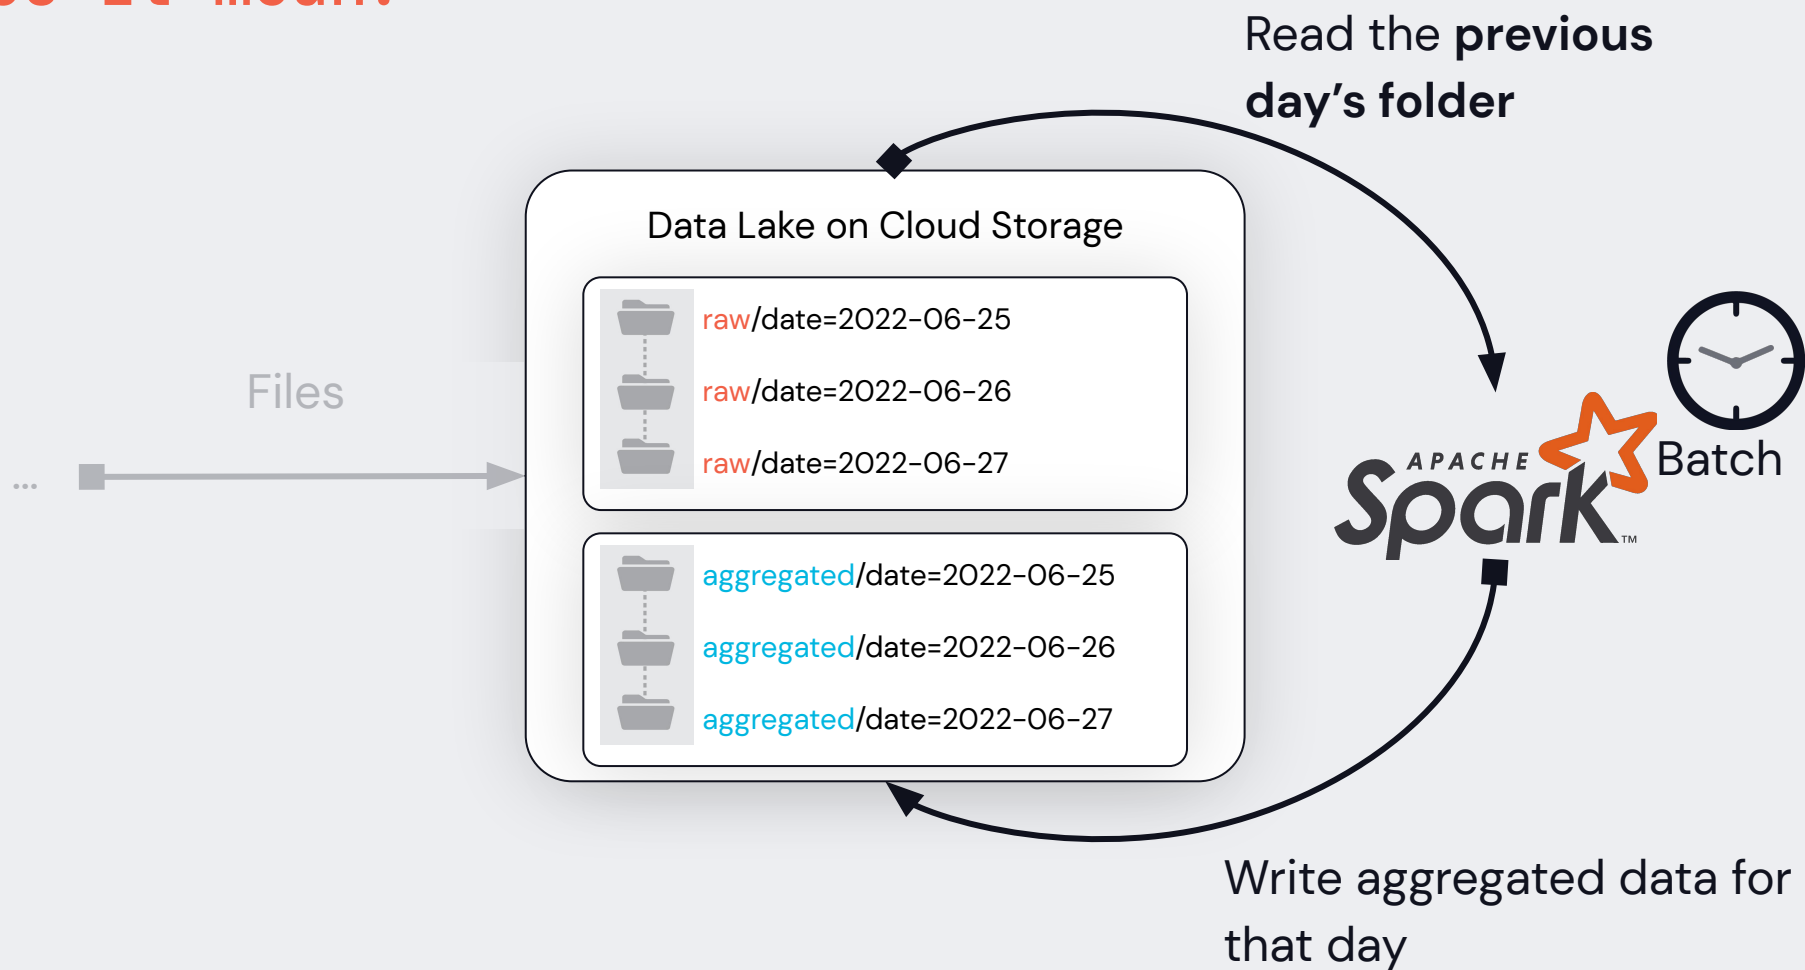 Read the previous
day's folder
Data Lake on Cloud Storage
raw/date=2022-06-25
raw/date=2022-06-26
raw/date=2022-06-27
Files
...
APACHE
Spark™
Batch
aggregated/date=2022-06-25
aggregated/date=2022-06-26
aggregated/date=2022-06-27
Write aggregated data for
that day